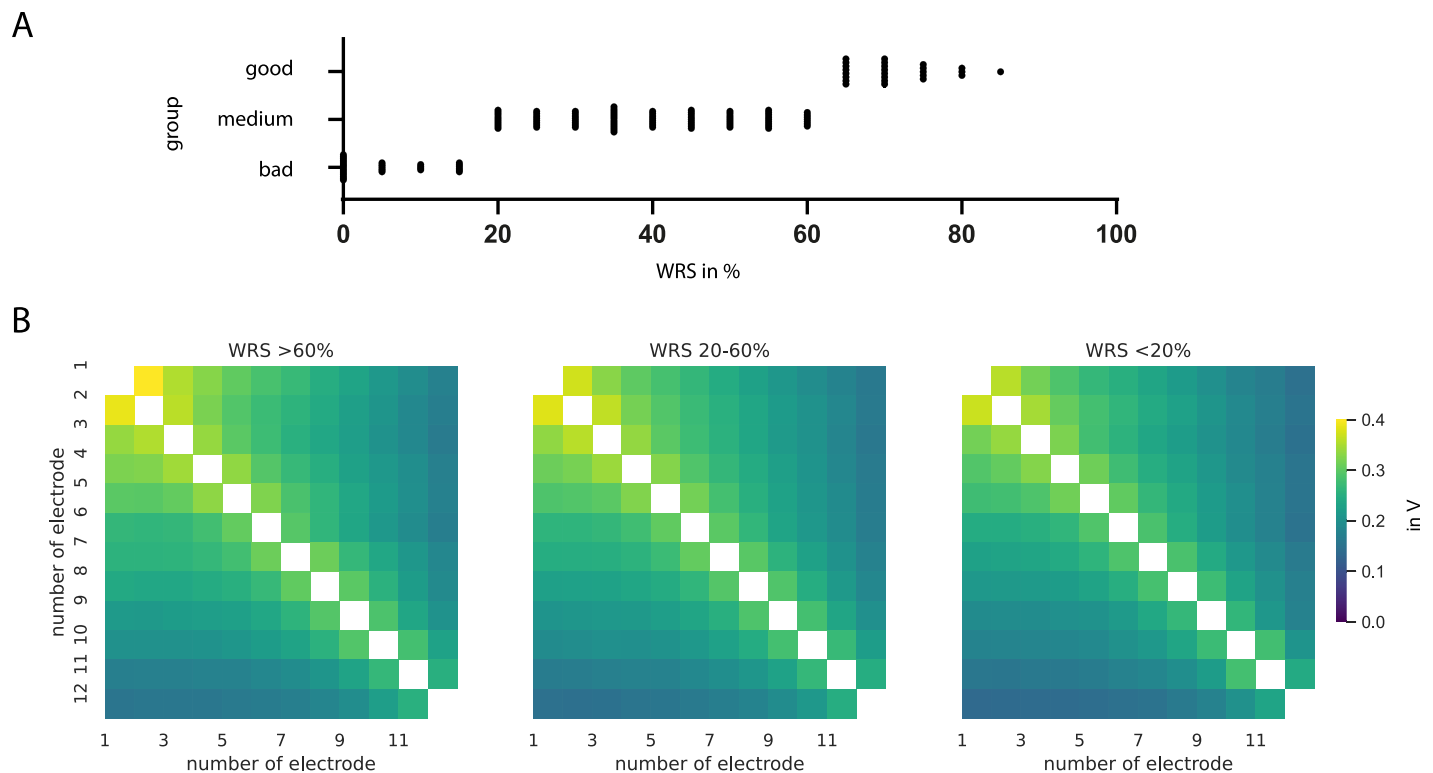 A
group
good
medium
bad
0 20 40 60 80 100
WRS in %
B
WRS >60%
WRS 20-60%
WRS <20%
number of electrode
1
2
3
4
5
6
7
8
9
10
11
12
1 3 5 7 9 11
number of electrode
1 3 5 7 9 11
number of electrode
1 3 5 7 9 11
number of electrode
0.4
0.3
0.2
0.1
0.0
in V